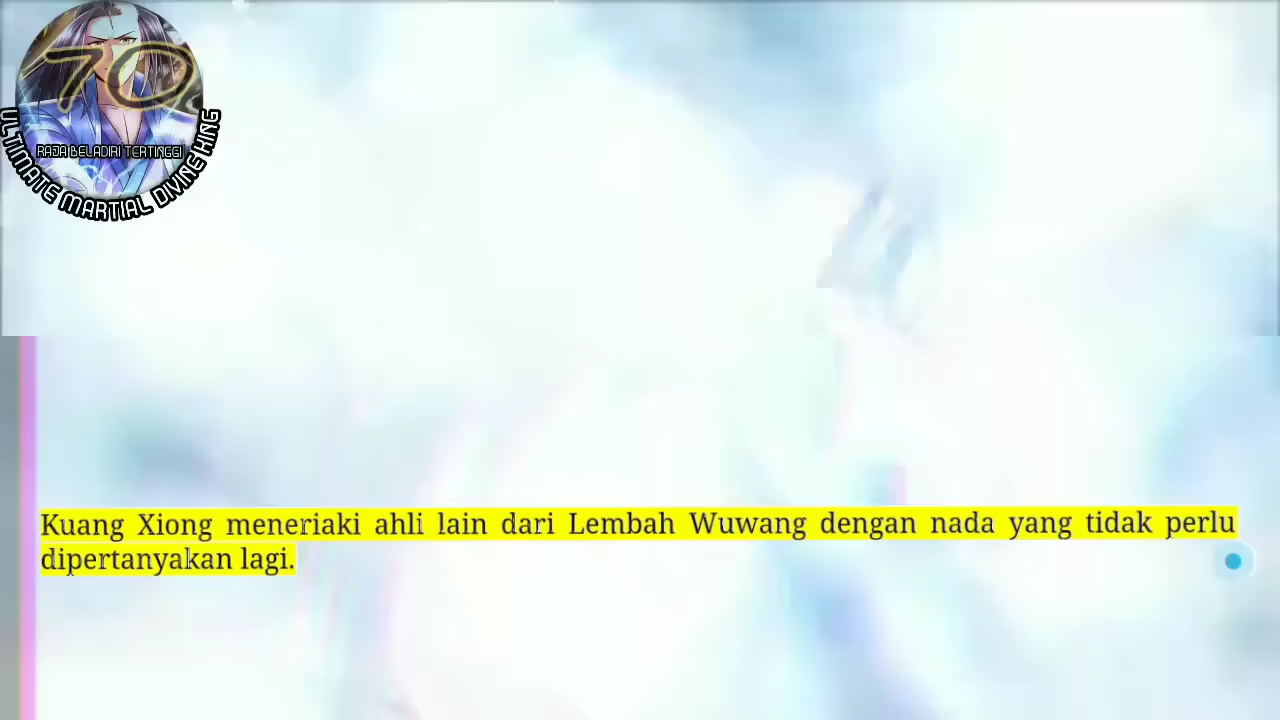 70
RAJA BELADIRI TERTINGGI
ULTIMATE MARTIAL DIVINE KING
Kuang Xiong meneriaki ahli lain dari Lembah Wuwang dengan nada yang tidak perlu
dipertanyakan lagi.